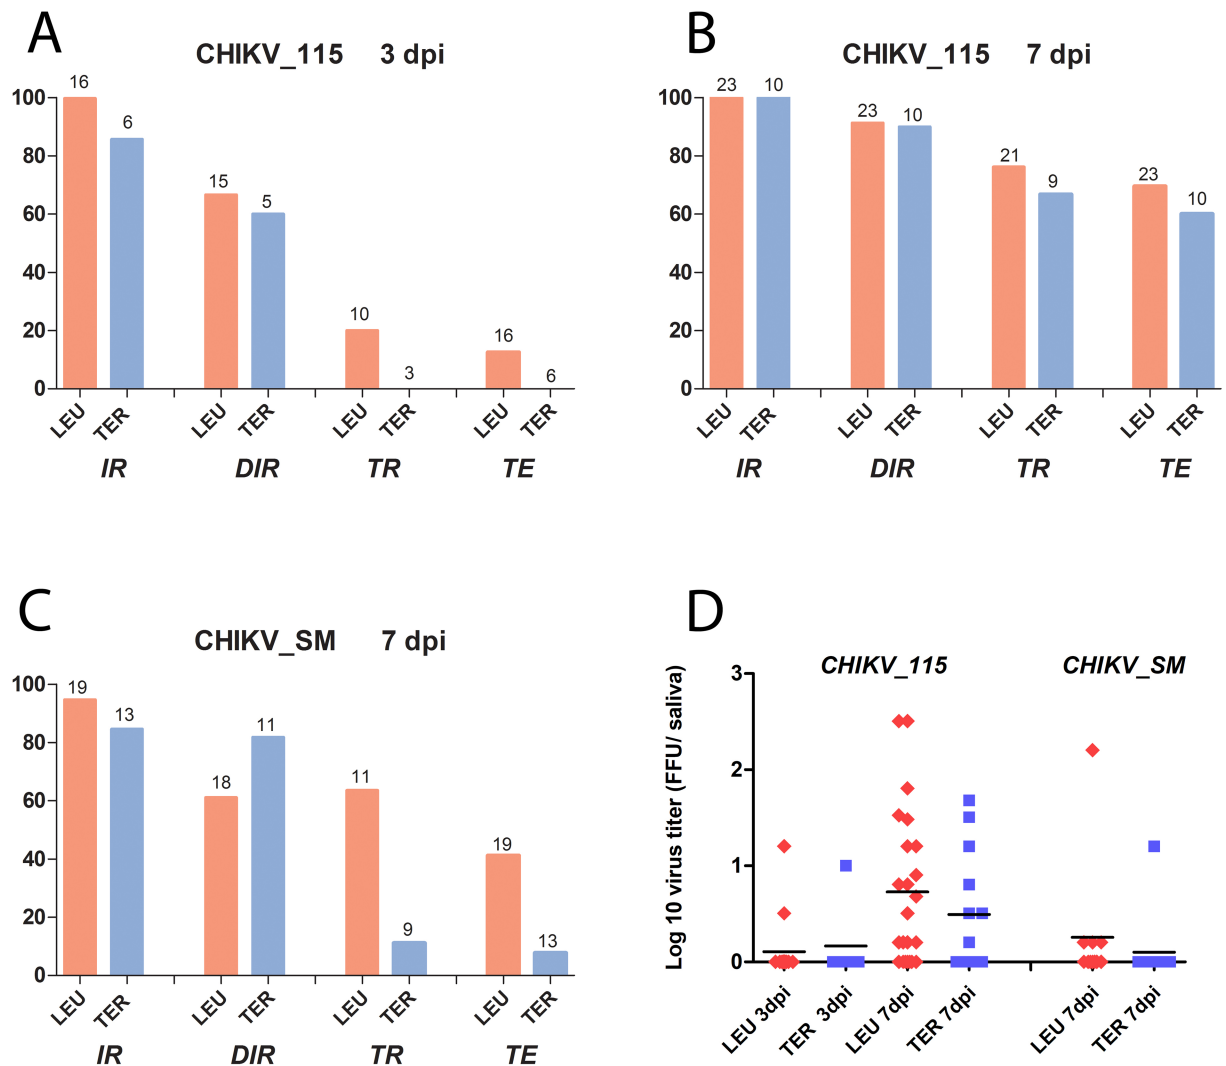 A
CHIKV_115 3 dpi
100
80
60
40
20
0
16
6
15
5
10
3
16
6
LEU TER LEU TER LEU TER LEU TER
IR DIR TR TE
B
CHIKV_115 7 dpi
100
80
60
40
20
0
23
10
23
10
21
9
23
10
LEU TER LEU TER LEU TER LEU TER
IR DIR TR TE
C
CHIKV_SM 7 dpi
100
80
60
40
20
0
19
13
18
11
11
9
19
13
LEU TER LEU TER LEU TER LEU TER
IR DIR TR TE
D
CHIKV_115 CHIKV_SM
Log 10 virus titer (FFU/ saliva)
3
2
1
0
LEU 3dpi
TER 3dpi
LEU 7dpi
TER 7dpi
LEU 7dpi
TER 7dpi